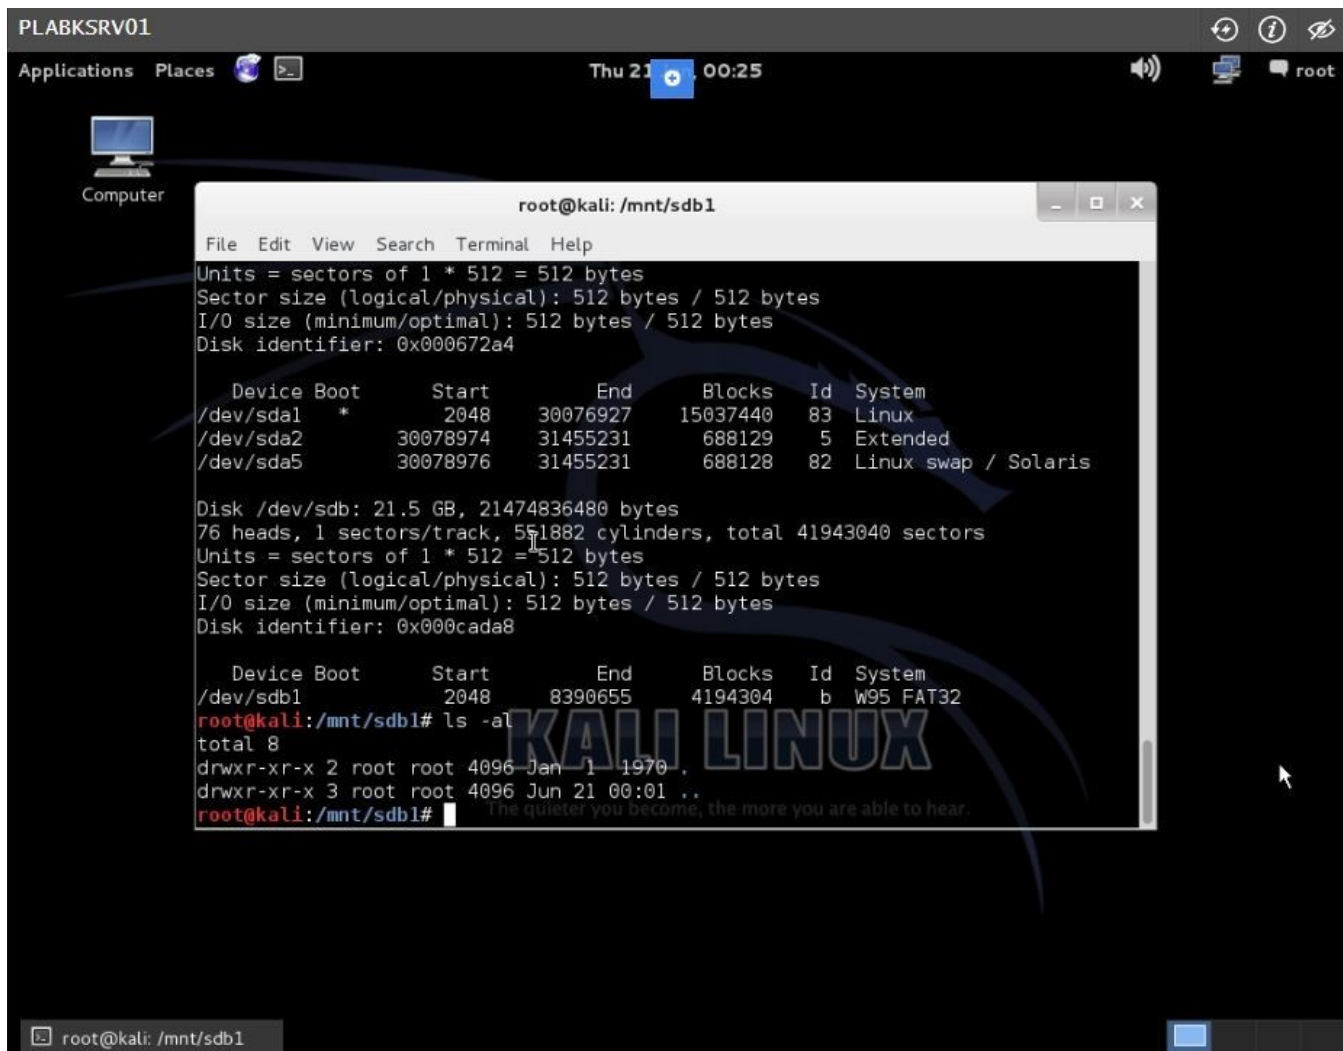 PLABKSRV01
Applications Places Thu 21 00:25 root
Computer
root@kali: /mnt/sdb1
File Edit View Search Terminal Help
Units = sectors of 1 * 512 = 512 bytes
Sector size (logical/physical): 512 bytes / 512 bytes
I/O size (minimum/optimal): 512 bytes / 512 bytes
Disk identifier: 0x000672a4
Device Boot Start End Blocks Id System
/dev/sda1 * 2048 30076927 15037440 83 Linux
/dev/sda2 30078974 31455231 688129 5 Extended
/dev/sda5 30078976 31455231 688128 82 Linux swap / Solaris
Disk /dev/sdb: 21.5 GB, 21474836480 bytes
76 heads, 1 sectors/track, 551882 cylinders, total 41943040 sectors
Units = sectors of 1 * 512 = 512 bytes
Sector size (logical/physical): 512 bytes / 512 bytes
I/O size (minimum/optimal): 512 bytes / 512 bytes
Disk identifier: 0x000cada8
Device Boot Start End Blocks Id System
/dev/sdb1 2048 8390655 4194304 b W95 FAT32
root@kali:/mnt/sdb1# ls -al
total 8
drwxr-xr-x 2 root root 4096 Jan 1 1970 .
drwxr-xr-x 3 root root 4096 Jun 21 00:01 ..
root@kali:/mnt/sdb1#
KALI LINUX
The quieter you become, the more you are able to hear.
root@kali: /mnt/sdb1